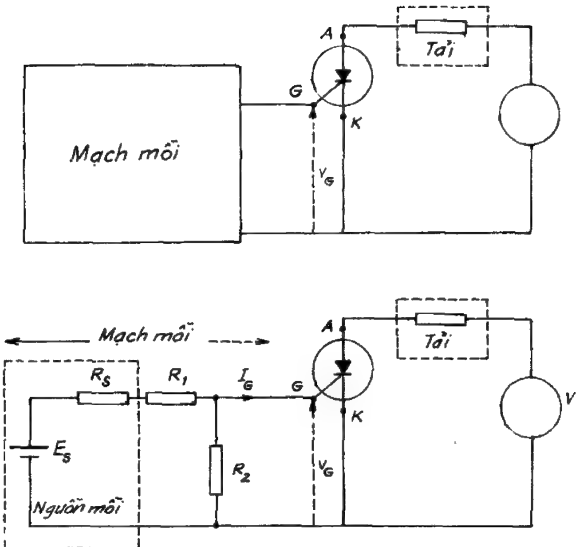 A
Tải
G
K
Mạch mồi
V_G
Mạch mồi
A
Tải
R_S
R_1
I_G
G
K
V
E_S
R_2
V_G
Nguồn mồi